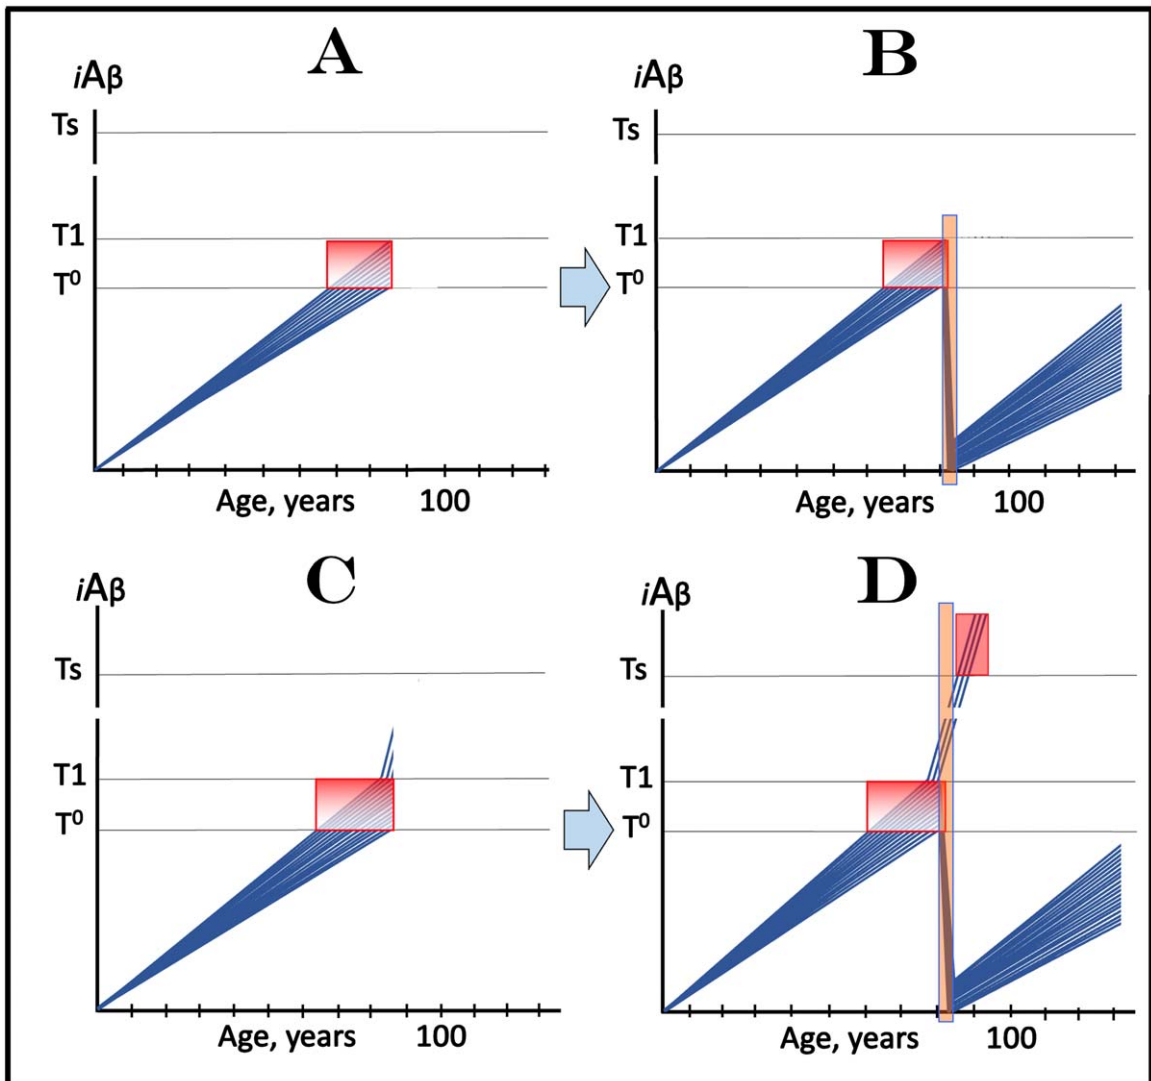 A
iAβ
Ts
T1
T⁰
Age, years 100
B
iAβ
Ts
T1
T⁰
Age, years 100
C
iAβ
Ts
T1
T⁰
Age, years 100
D
iAβ
Ts
T1
T⁰
Age, years 100